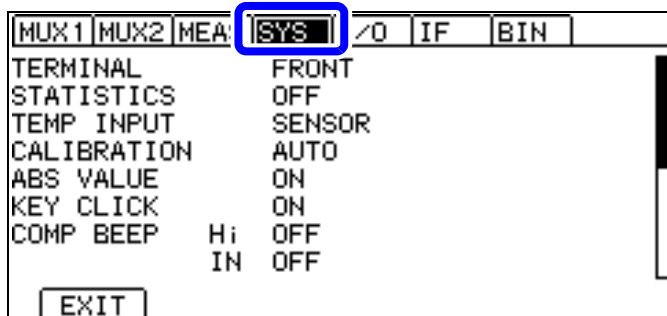 MUX1 MUX2 MEA SYS /O IF BIN
TERMINAL FRONT
STATISTICS OFF
TEMP INPUT SENSOR
CALIBRATION AUTO
ABS VALUE ON
KEY CLICK ON
COMP BEEP Hi OFF
IN OFF
EXIT